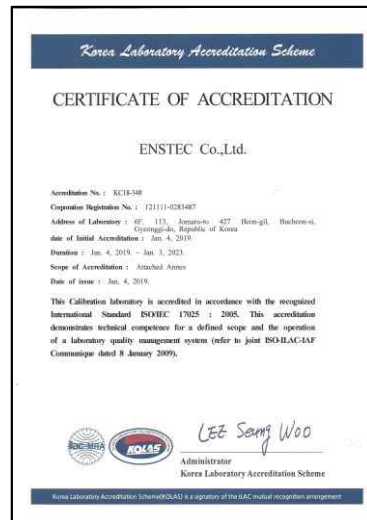 Korea Laboratory Accreditation Scheme
CERTIFICATE OF ACCREDITATION
ENSTEC Co.,Ltd.
Accreditation No. : KC18-348
Corporation Registration No. : 121111-0283487
Address of Laboratory : 6F, 113, Jomaru-ro 427 Beon-gil, Bucheon-si,
Gyeonggi-do, Republic of Korea
date of Initial Accreditation : Jan. 4, 2019.
Duration : Jan. 4, 2019. ~ Jan. 3, 2023.
Scope of Accreditation : Attached Annex
Date of issue : Jan. 4, 2019.
This Calibration laboratory is accredited in accordance with the recognized
International Standard ISO/IEC 17025 : 2005. This accreditation
demonstrates technical competence for a defined scope and the operation
of a laboratory quality management system (refer to joint ISO-ILAC-IAF
Communique dated 8 January 2009).
ilac-MRA
KOLAS
LEE Seung Woo
Administrator
Korea Laboratory Accreditation Scheme
Korea Laboratory Accreditation Scheme(KOLAS) is a signatory of the ILAC mutual recognition arrangement